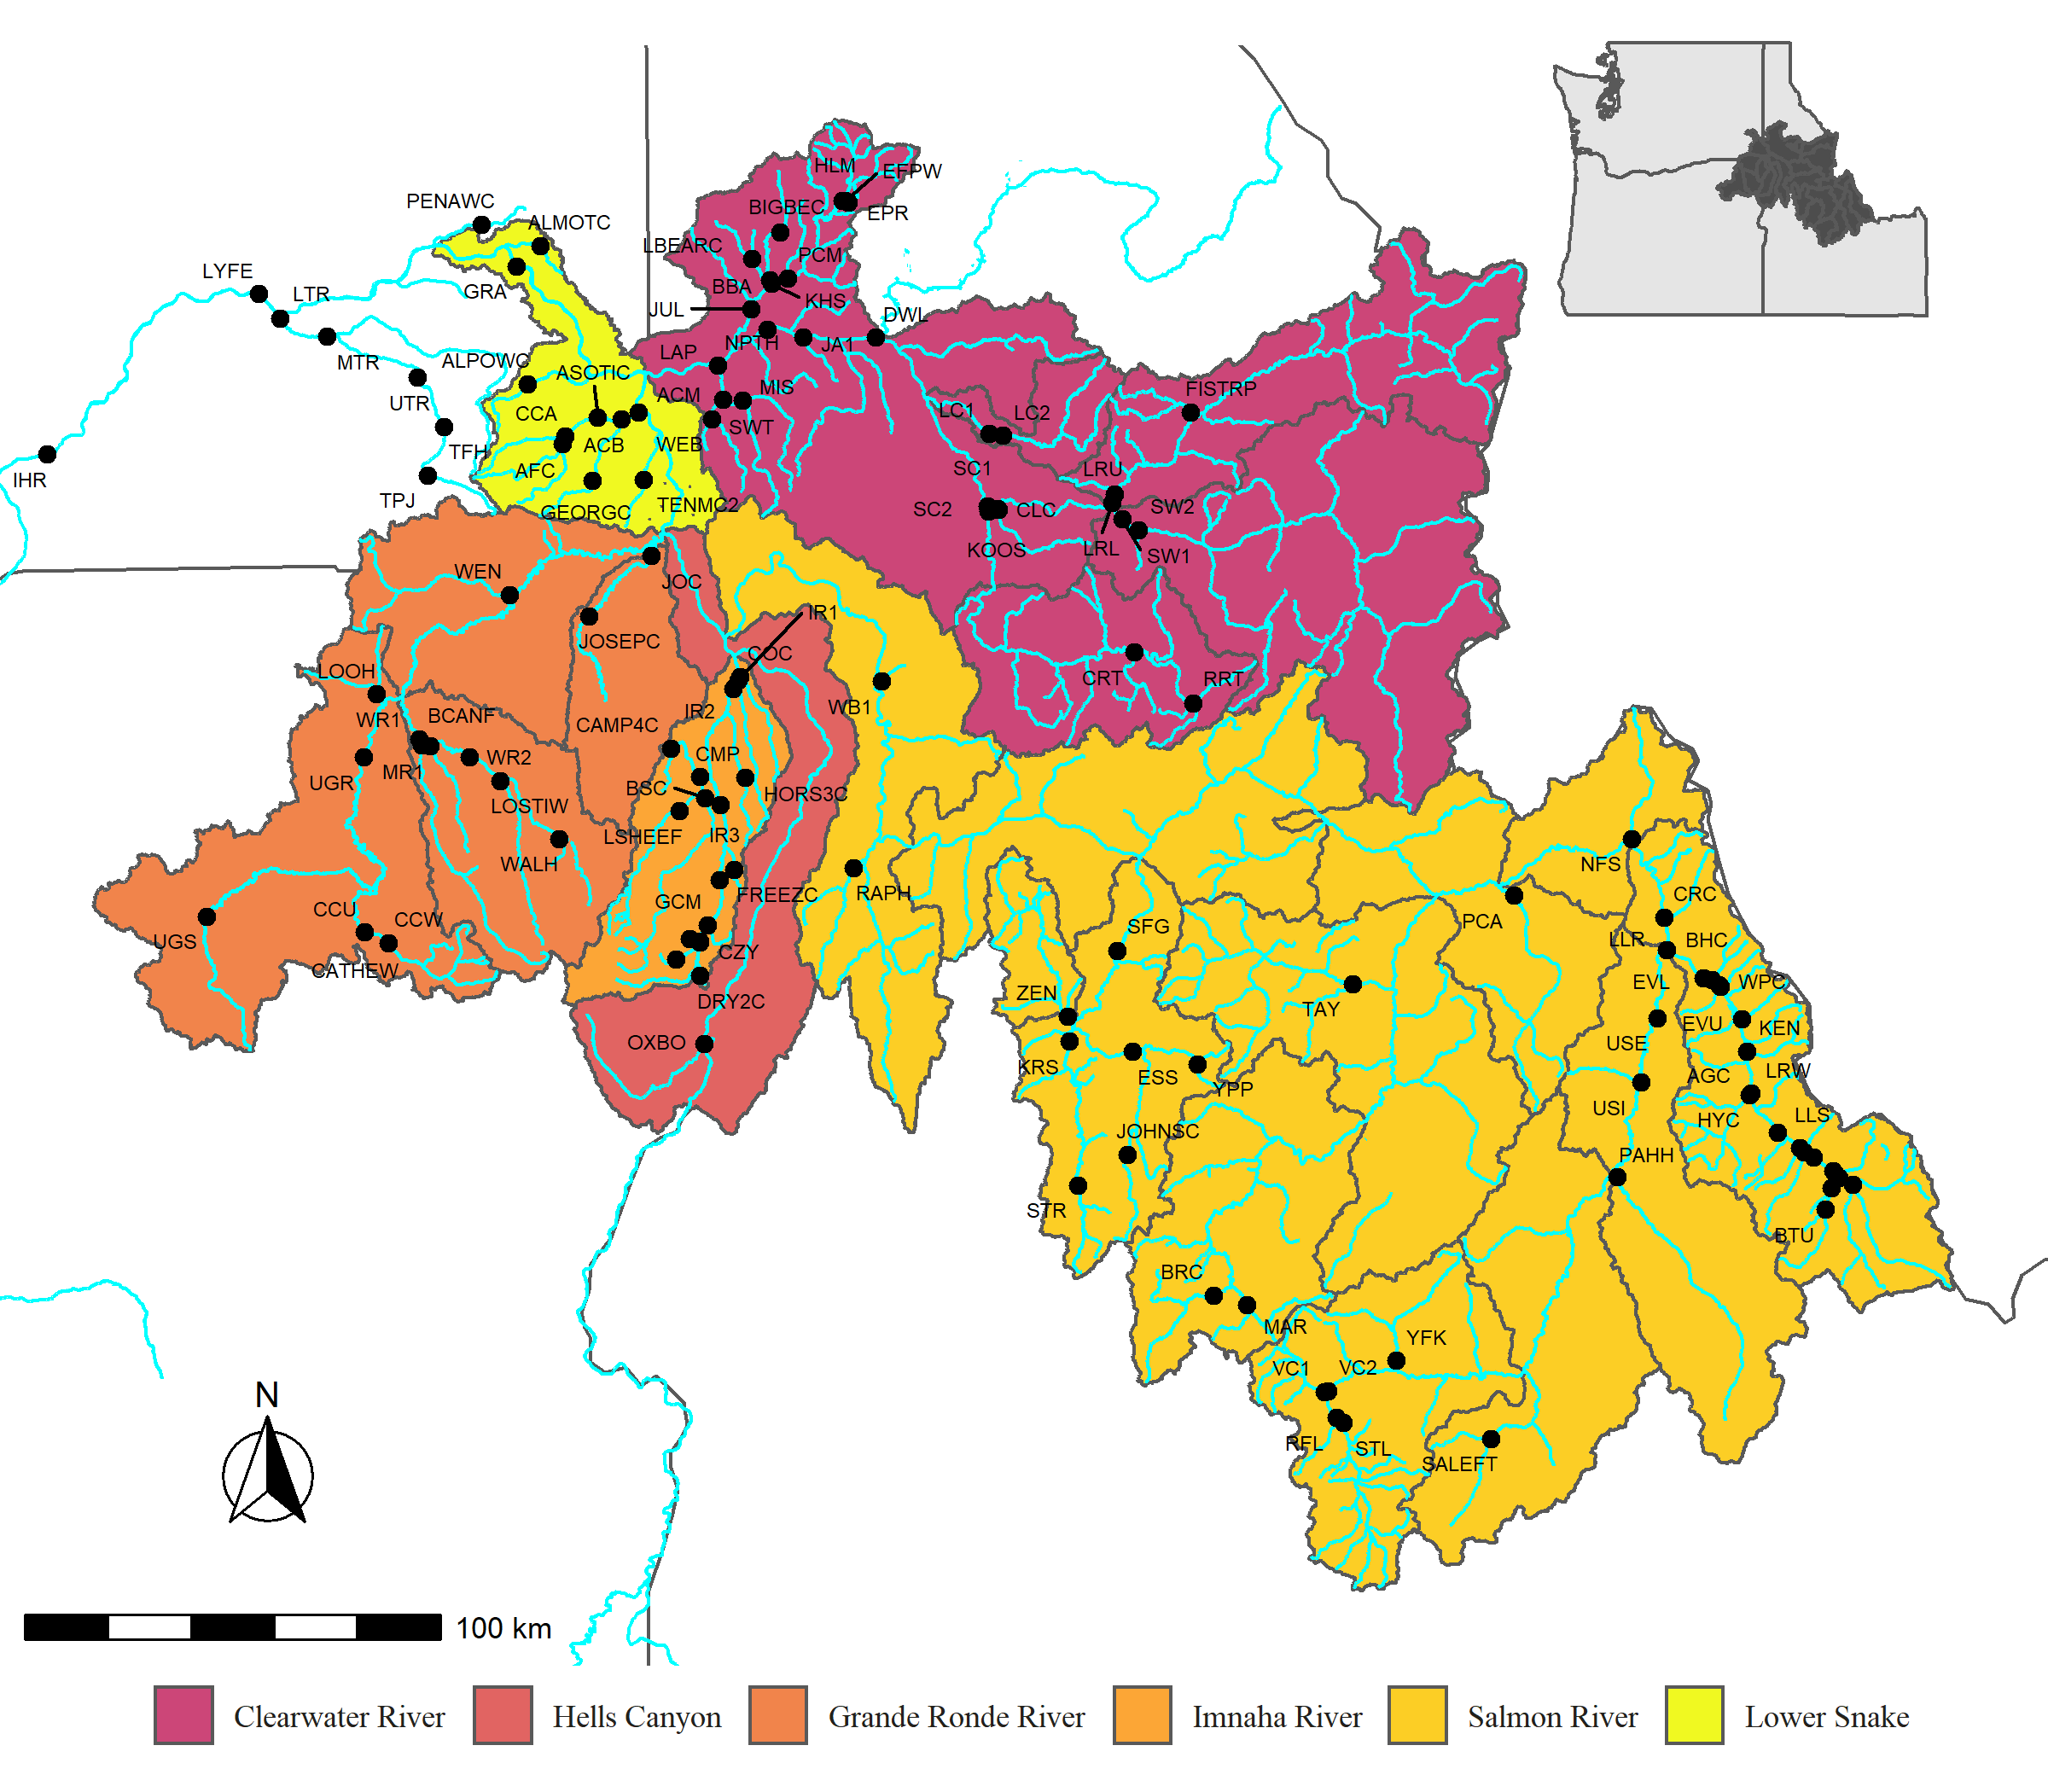 HLM
EFPW
PENAWC
BIGBEC
EPR
ALMOTC
LBEARC
PCM
LYFE
GRA
LTR
BBA
KHS
JUL
DWL
NPTH
JA1
MTR
ALPOWC
ASOTIC
LAP
MIS
FISTRP
UTR
CCA
ACM
LC1
LC2
SWT
TFH
ACB
WEB
IHR
AFC
SC1
LRU
TPJ
GEORGC
TENMC2
SC2
CLC
SW2
KOOS
LRL
SW1
WEN
JOC
IR1
JOSEPC
COC
LOOH
CRT
RRT
WR1
BCANF
CAMP4C
IR2
WB1
UGR
MR1
WR2
CMP
BSC
HORS3C
LOSTIW
LSHEEF
IR3
WALH
NFS
FREEZC
RAPH
CRC
CCU
CCW
GCM
SFG
PCA
UGS
CATHEW
CZY
LLR
BHC
ZEN
DRY2C
TAY
EVL
WPC
OXBO
EVU
KEN
KRS
ESS
YPP
USE
AGC
LRW
JOHNSC
USI
HYC
LLS
STR
PAHH
BTU
BRC
MAR
YFK
VC1
VC2
RFL
STL
SALEFT
N
100 km
Clearwater River
Hells Canyon
Grande Ronde River
Imnaha River
Salmon River
Lower Snake